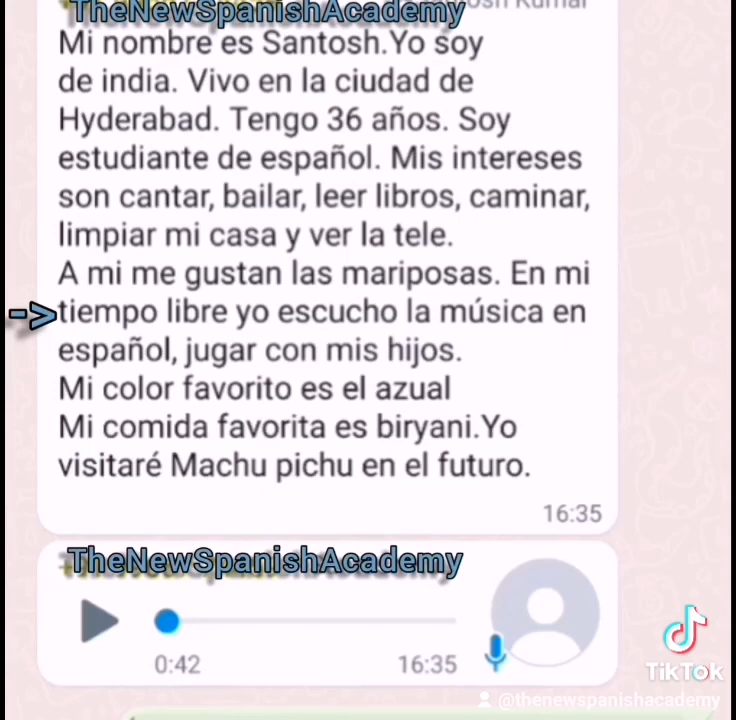 TheNewSpanishAcademy
Kumar
Mi nombre es Santosh.Yo soy
de india. Vivo en la ciudad de
Hyderabad. Tengo 36 años. Soy
estudiante de español. Mis intereses
son cantar, bailar, leer libros, caminar,
limpiar mi casa y ver la tele.
A mi me gustan las mariposas. En mi
->tiempo libre yo escucho la música en
español, jugar con mis hijos.
Mi color favorito es el azual
Mi comida favorita es biryani.Yo
visitaré Machu pichu en el futuro.
16:35
TheNewSpanishAcademy
0:42
16:35
TikTok
@thenewspanishacademy